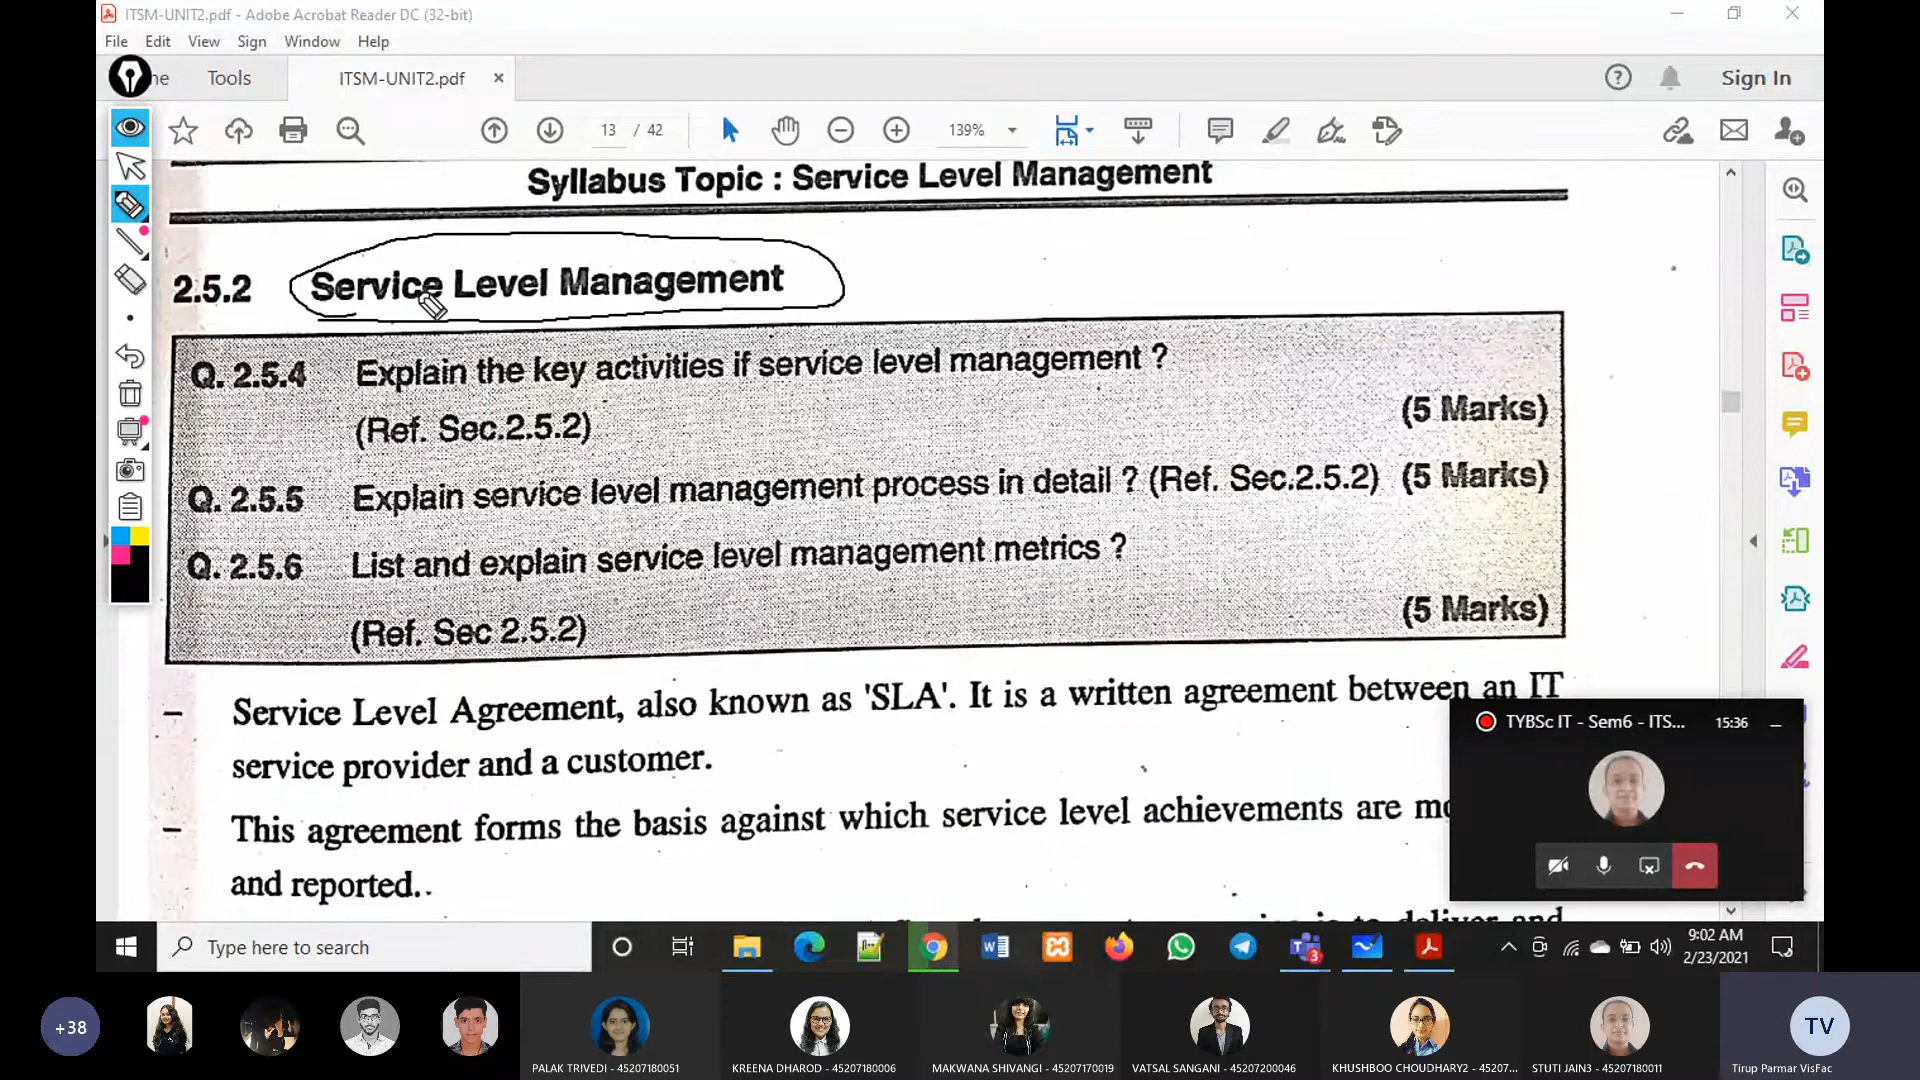 ITSM-UNIT2.pdf - Adobe Acrobat Reader DC (32-bit)
File Edit View Sign Window Help
Tools
ITSM-UNIT2.pdf
Sign In
13 / 42
139%
Syllabus Topic : Service Level Management
2.5.2 Service Level Management
Q. 2.5.4 Explain the key activities if service level management ?
(Ref. Sec.2.5.2) (5 Marks)
Q. 2.5.5 Explain service level management process in detail ? (Ref. Sec.2.5.2) (5 Marks)
Q. 2.5.6 List and explain service level management metrics ?
(Ref. Sec 2.5.2) (5 Marks)
– Service Level Agreement, also known as 'SLA'. It is a written agreement between an IT
service provider and a customer.
– This agreement forms the basis against which service level achievements are
and reported.
TYBSc IT - Sem6 - ITS... 15:36
Type here to search
3
9:02 AM
2/23/2021
+38
TV
PALAK TRIVEDI - 45207180051
KREENA DHAROD - 45207180006
MAKWANA SHIVANGI - 45207170019
VATSAL SANGANI - 45207200046
KHUSHBOO CHOUDHARY2 - 45207...
STUTI JAIN3 - 45207180011
Tirup Parmar VisFac